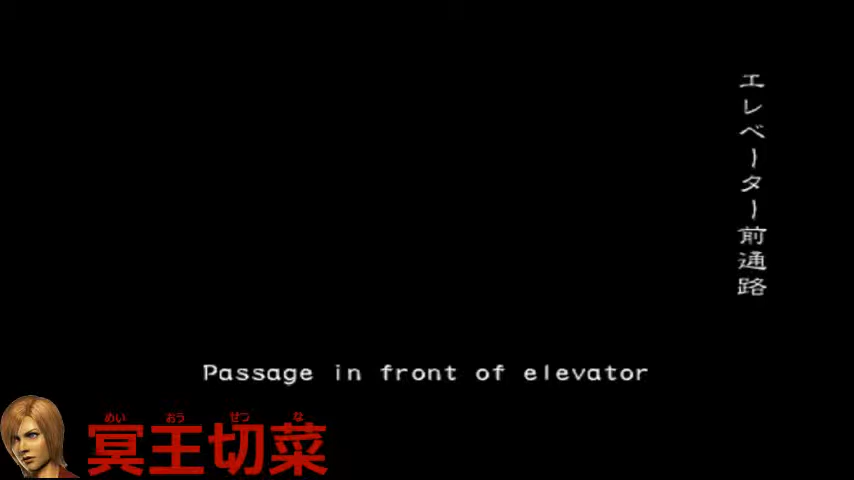 エレベーター前通路
Passage in front of elevator
めい おう せつ な
冥王切菜